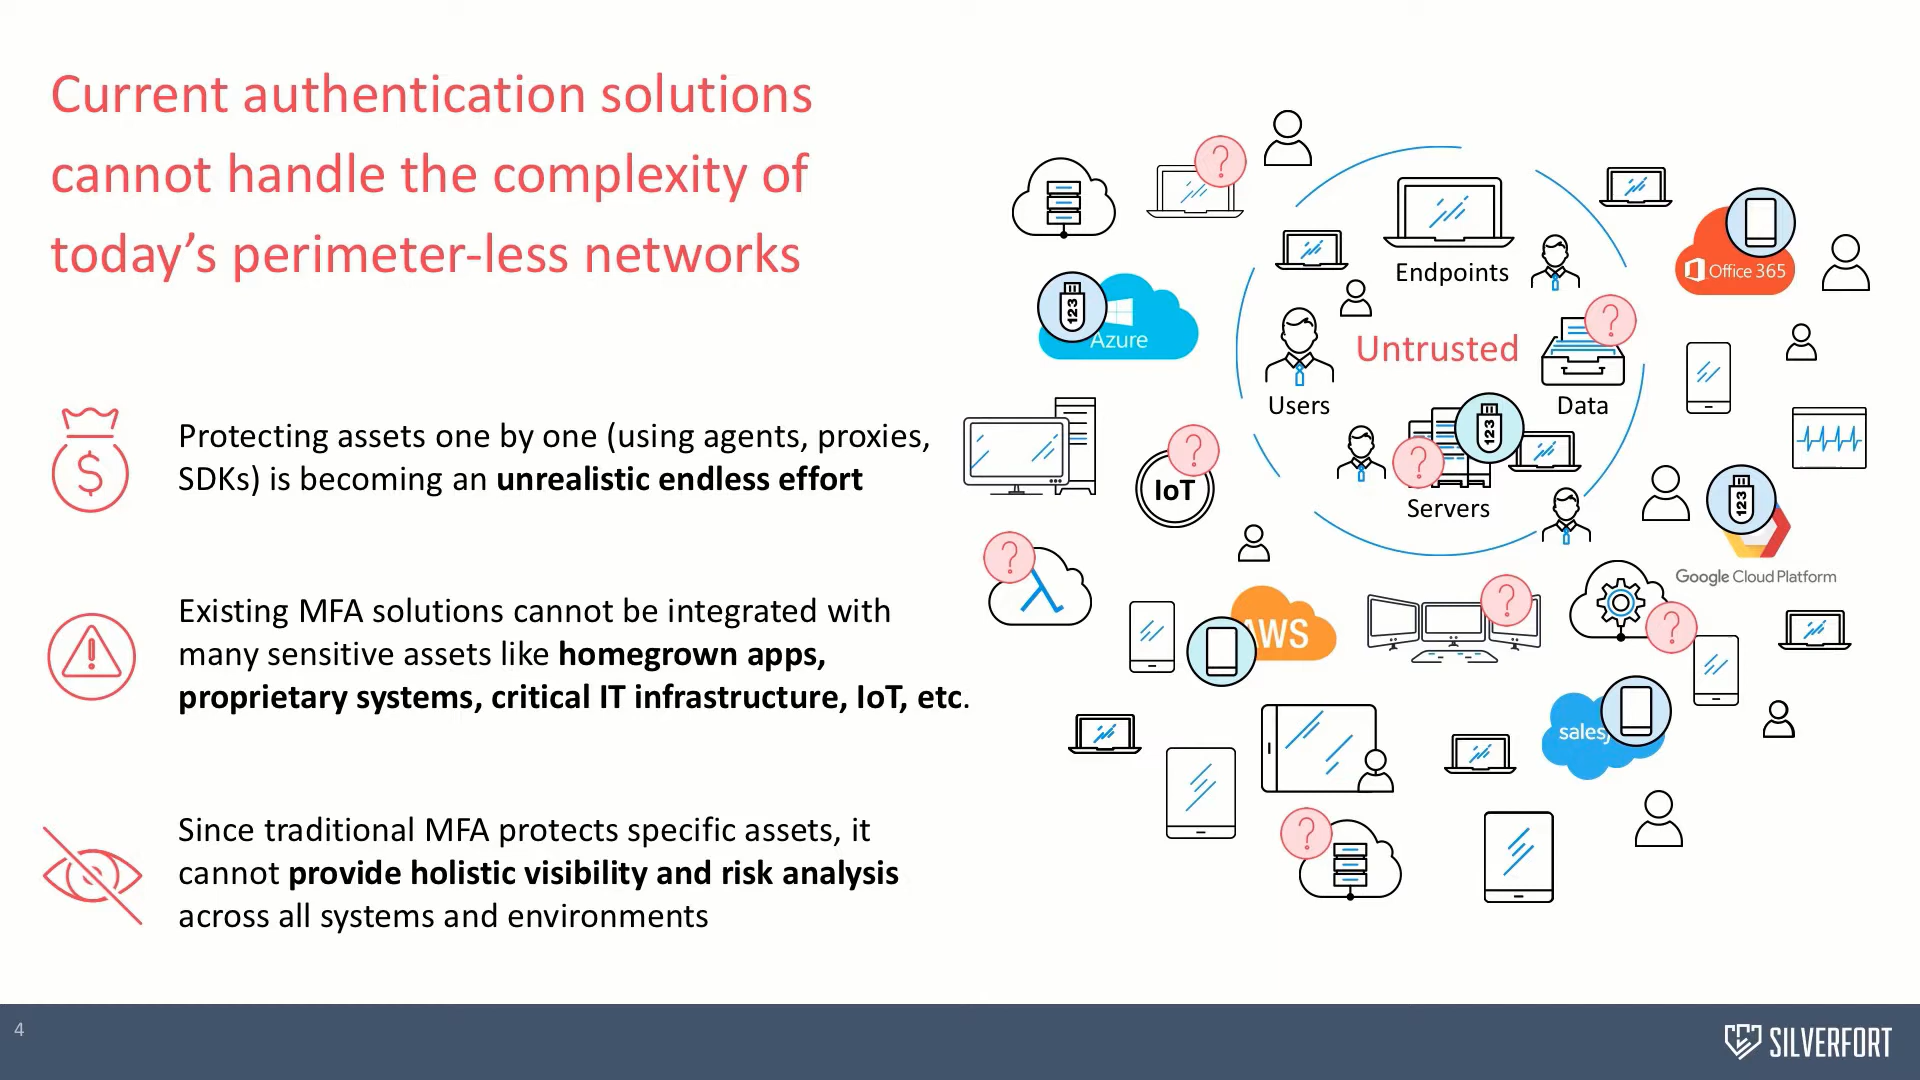 Current authentication solutions
cannot handle the complexity of
today's perimeter-less networks
Protecting assets one by one (using agents, proxies,
SDKs) is becoming an unrealistic endless effort
Existing MFA solutions cannot be integrated with
many sensitive assets like homegrown apps,
proprietary systems, critical IT infrastructure, IoT, etc.
Since traditional MFA protects specific assets, it
cannot provide holistic visibility and risk analysis
across all systems and environments
?
Endpoints
Office 365
123
Azure
Untrusted
?
Users
Data
?
IoT
?
123
Servers
123
Google Cloud Platform
?
AWS
?
?
sales
?
4
SILVERFORT